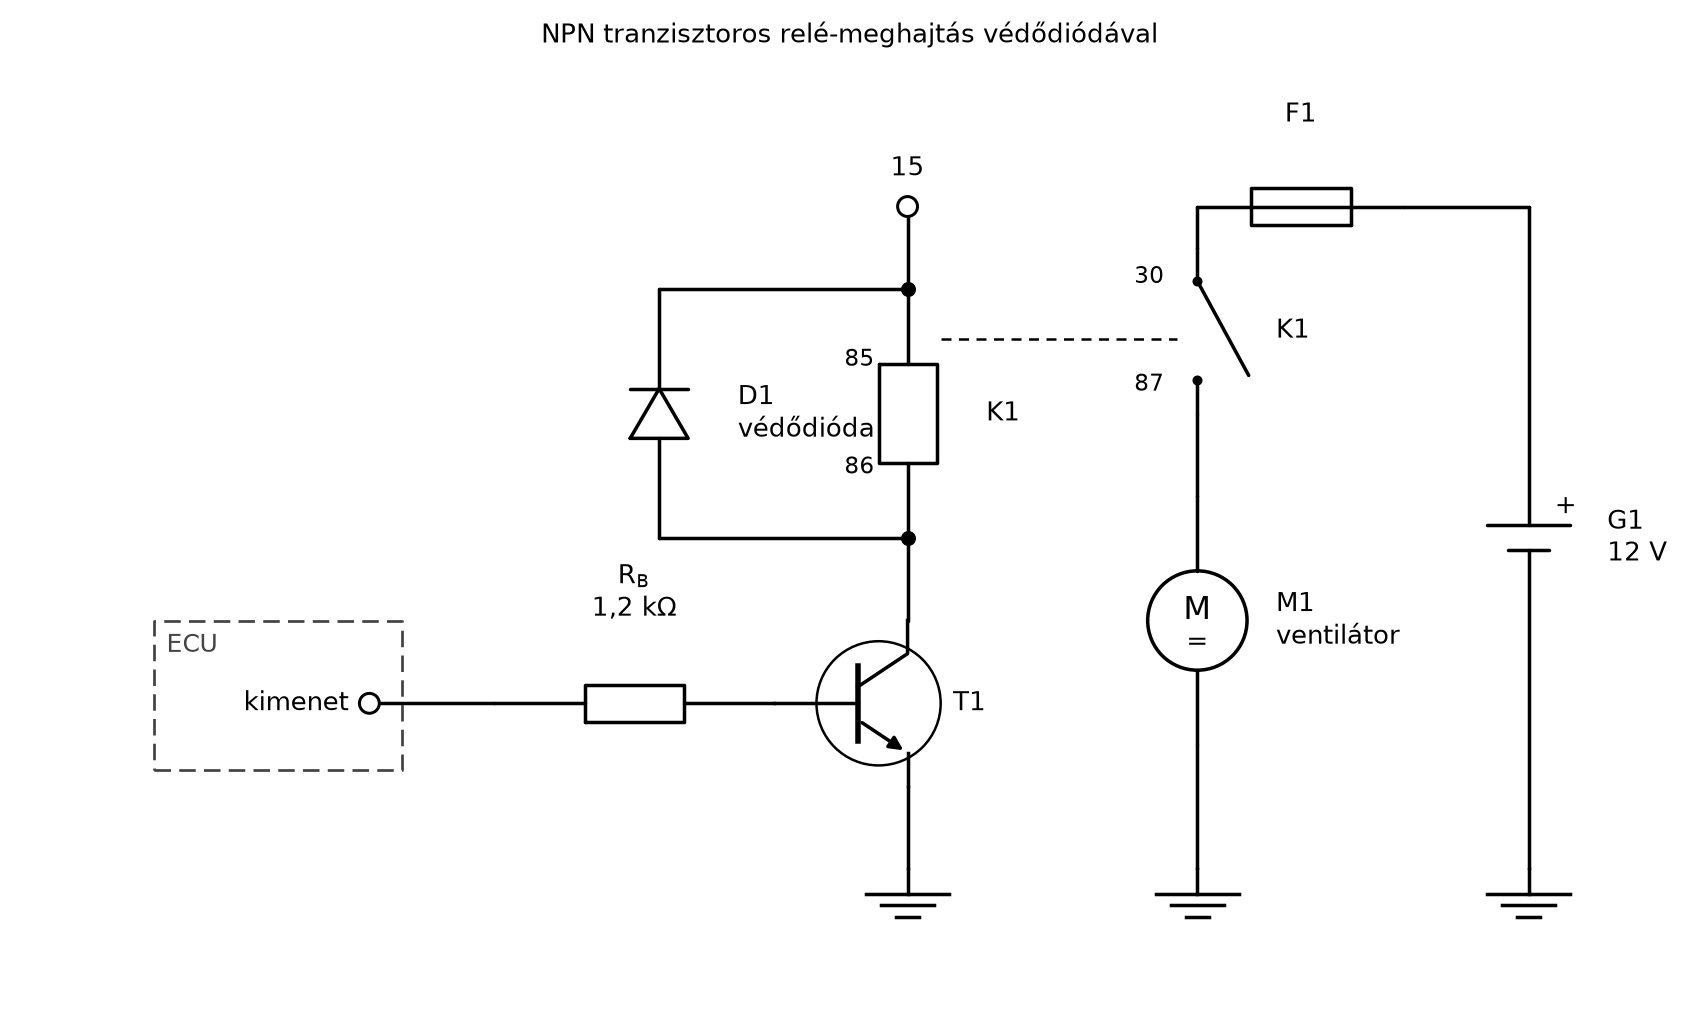 NPN tranzisztoros relé-meghajtás védődiódával
F1
15
30
K1
87
85
D1
védődióda
86
K1
+
G1
12 V
R_B
1,2 kΩ
M
=
M1
ventilátor
ECU
kimenet
T1